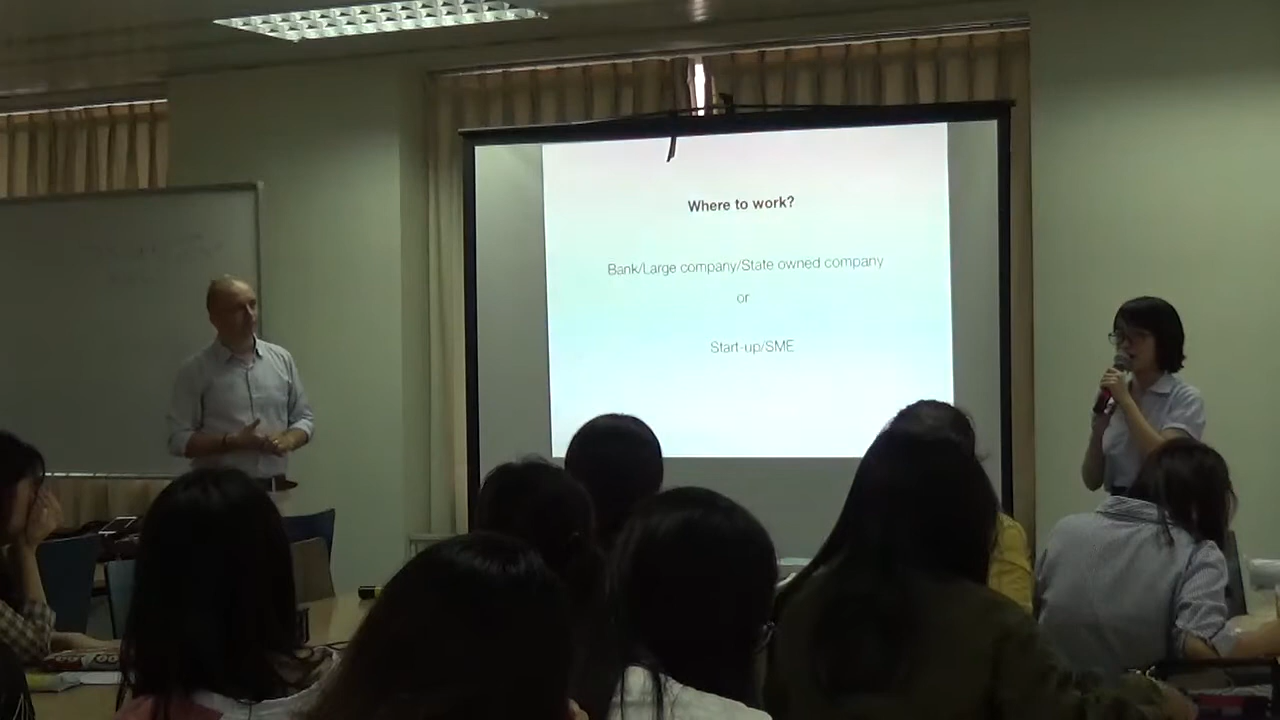 Where to work?
Bank/Large company/State owned company
or
Start-up/SME